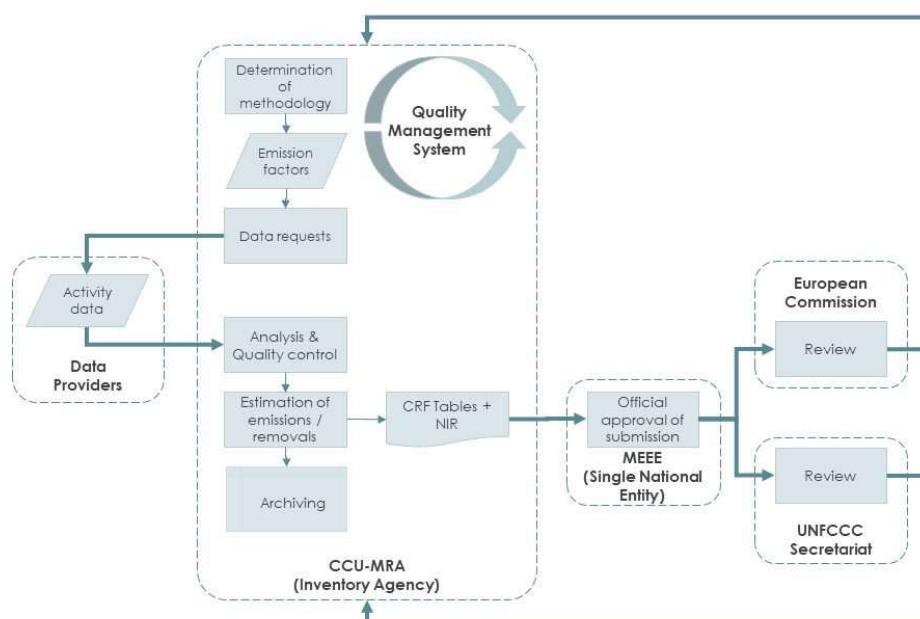 Determination
of
methodology
Quality
Management
System
Emission
factors
Data requests
Activity
data
Data
Providers
Analysis &
Quality control
Estimation of
emissions /
removals
CRF Tables +
NIR
Archiving
CCU-MRA
(Inventory Agency)
Official
approval of
submission
MEEE
(Single National
Entity)
European
Commission
Review
Review
UNFCCC
Secretariat